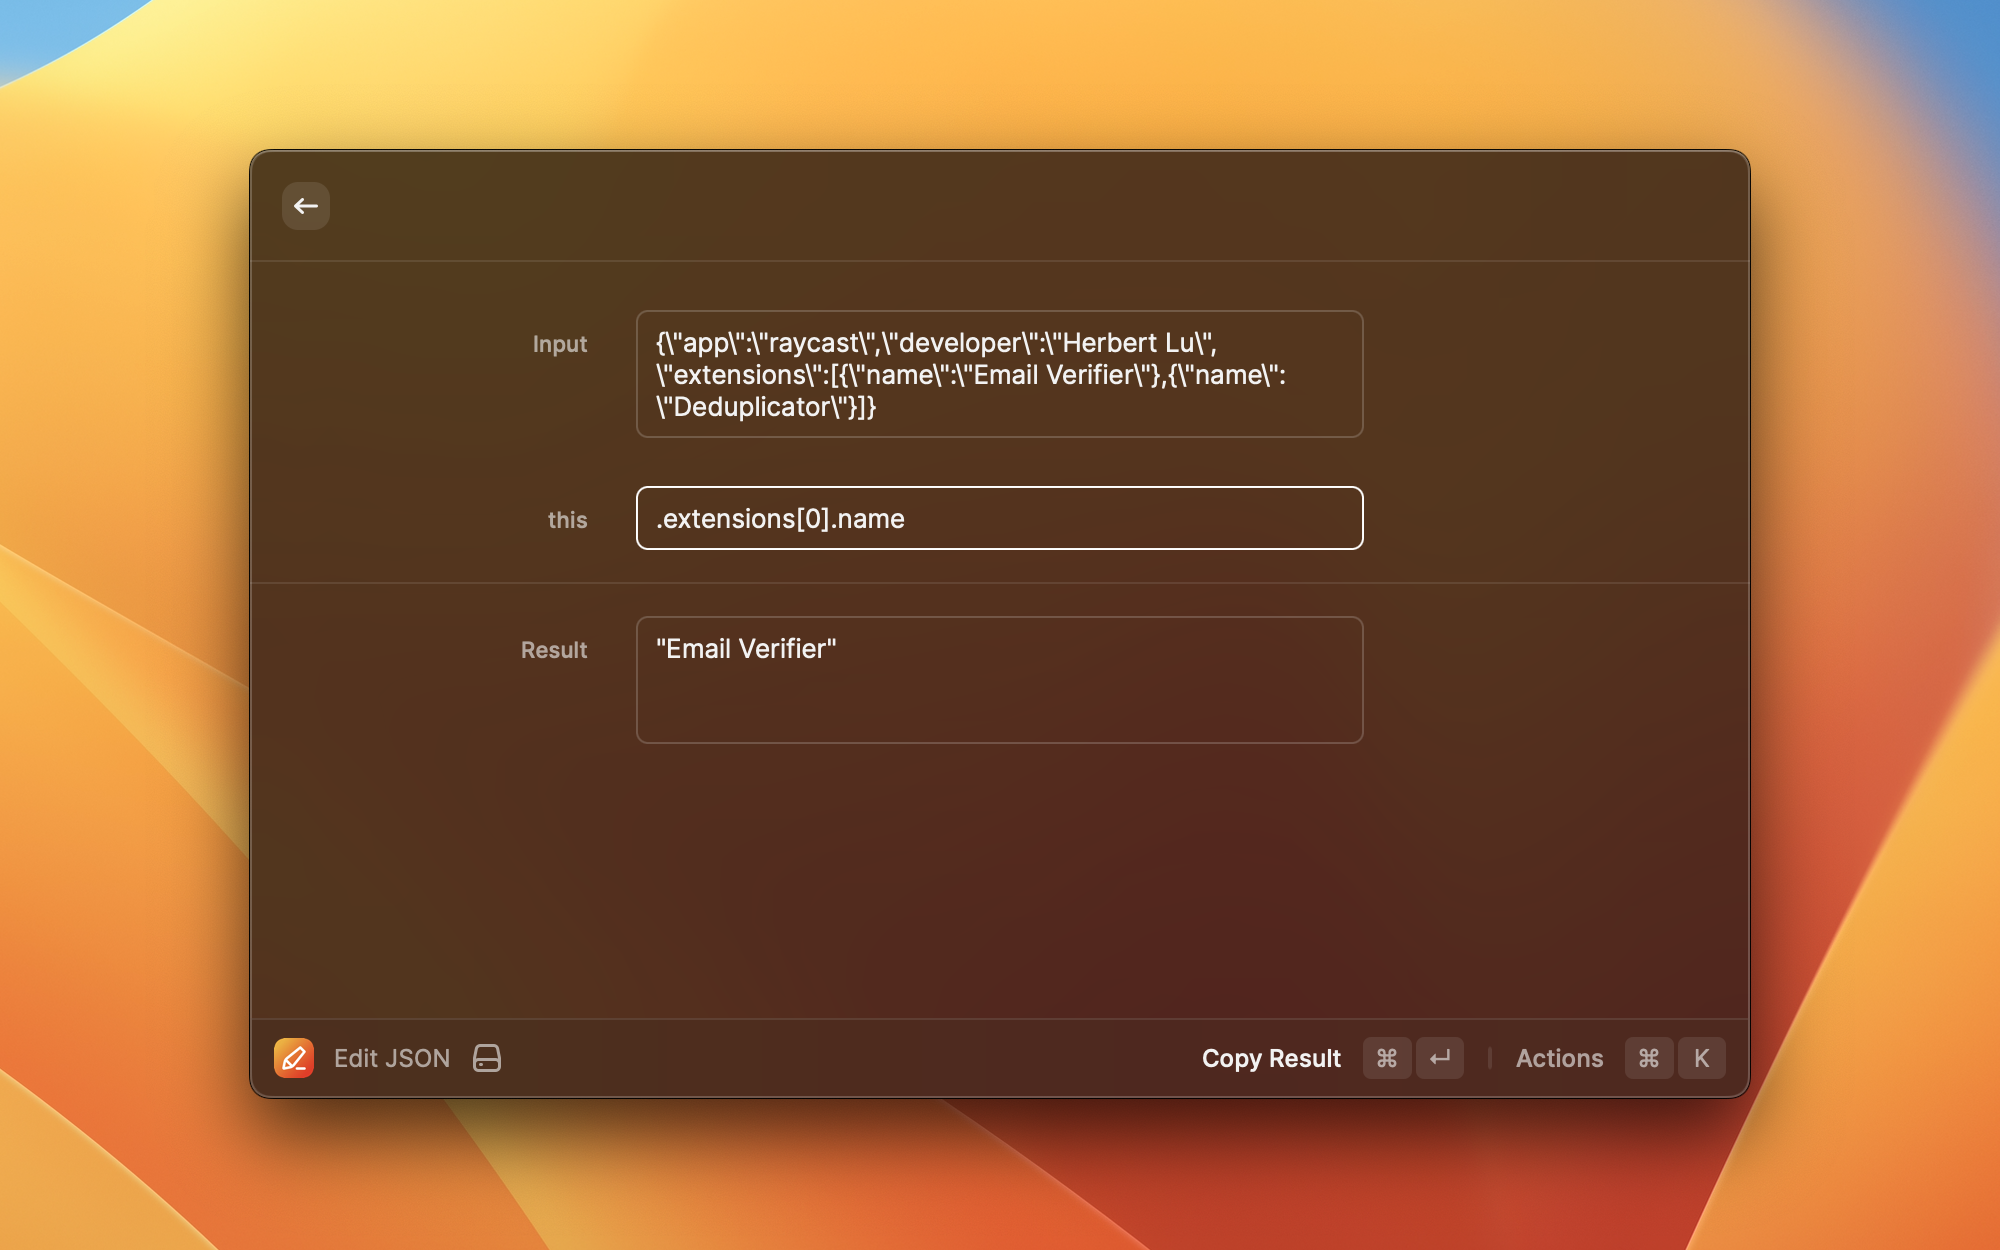 Input
{\"app\":\"raycast\",\"developer\":\"Herbert Lu\",
\"extensions\":[{\"name\":\"Email Verifier\"},{\"name\":
\"Deduplicator\"}]}
this
.extensions[0].name
Result
"Email Verifier"
Edit JSON
Copy Result ⌘ ↵ Actions ⌘ K